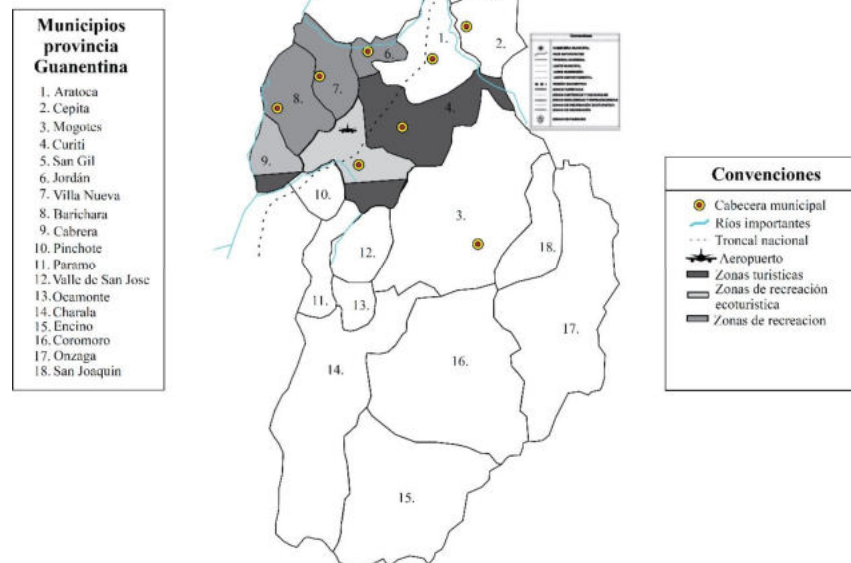 Municipios
provincia
Guanentina
1. Aratoca
2. Cepita
3. Mogotes
4. Curiti
5. San Gil
6. Jordán
7. Villa Nueva
8. Barichara
9. Cabrera
10. Pinchote
11. Paramo
12. Valle de San Jose
13. Ocamonte
14. Charala
15. Encino
16. Coromoro
17. Onzaga
18. San Joaquin
1.
2.
6.
7.
4.
8.
9.
10.
3.
12.
18.
11.
13.
17.
14.
16.
15.
Convenciones
Cabecera municipal
Ríos importantes
Troncal nacional
Aeropuerto
Zonas turisticas
Zonas de recreación
ecoturistica
Zonas de recreacion